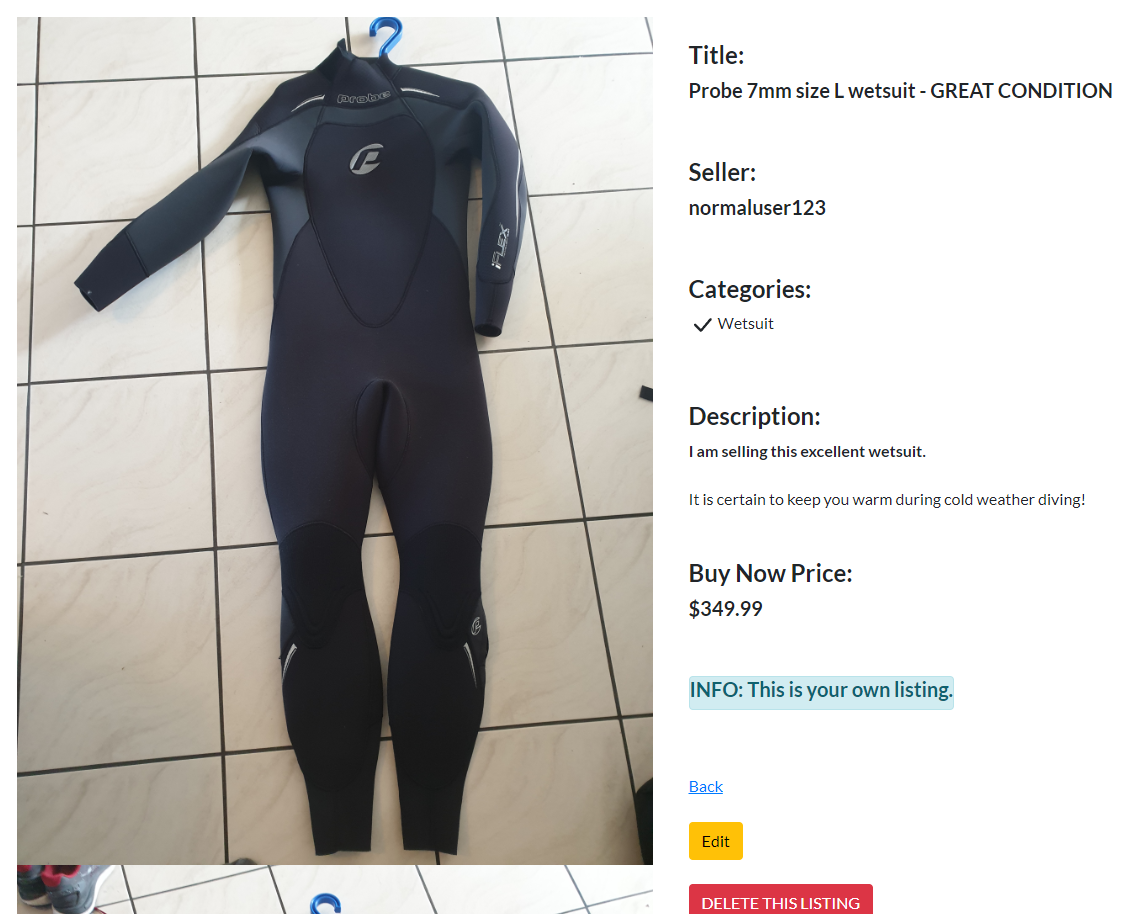 probe
iFLEX
Title:
Probe 7mm size L wetsuit - GREAT CONDITION
Seller:
normaluser123
Categories:
Wetsuit
Description:
I am selling this excellent wetsuit.
It is certain to keep you warm during cold weather diving!
Buy Now Price:
$349.99
INFO: This is your own listing.
Back
Edit
DELETE THIS LISTING